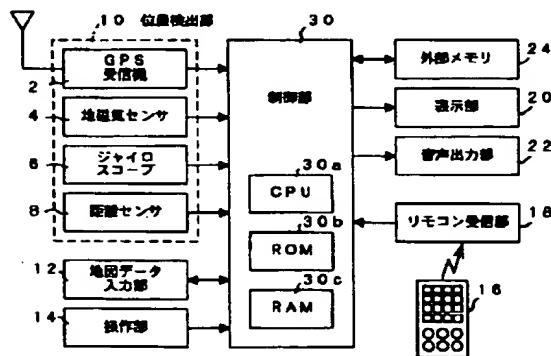 10 位置検出部
30
GPS
受信機
2
制御部
外部メモリ
24
地磁気センサ
4
表示部
20
ジャイロ
スコープ
6
音声出力部
22
30a
CPU
距離センサ
8
30b
ROM
リモコン受信部
18
地図データ
入力部
12
30c
RAM
16
操作部
14